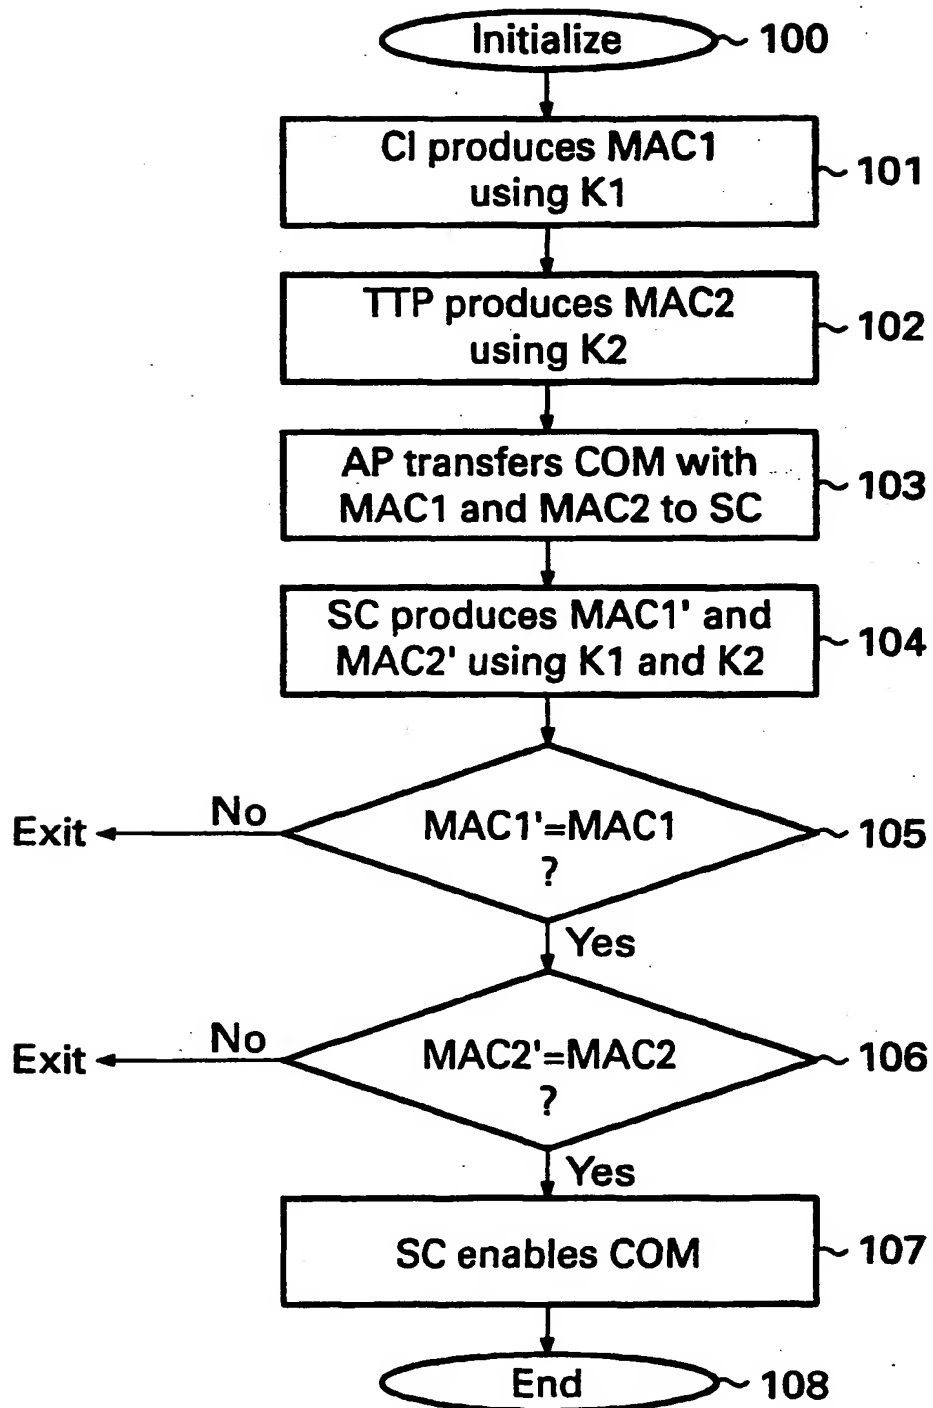 Initialize
100
CI produces MAC1
using K1
101
TTP produces MAC2
using K2
102
AP transfers COM with
MAC1 and MAC2 to SC
103
SC produces MAC1' and
MAC2' using K1 and K2
104
MAC1'=MAC1
?
105
No
Exit
Yes
MAC2'=MAC2
?
106
No
Exit
Yes
SC enables COM
107
End
108